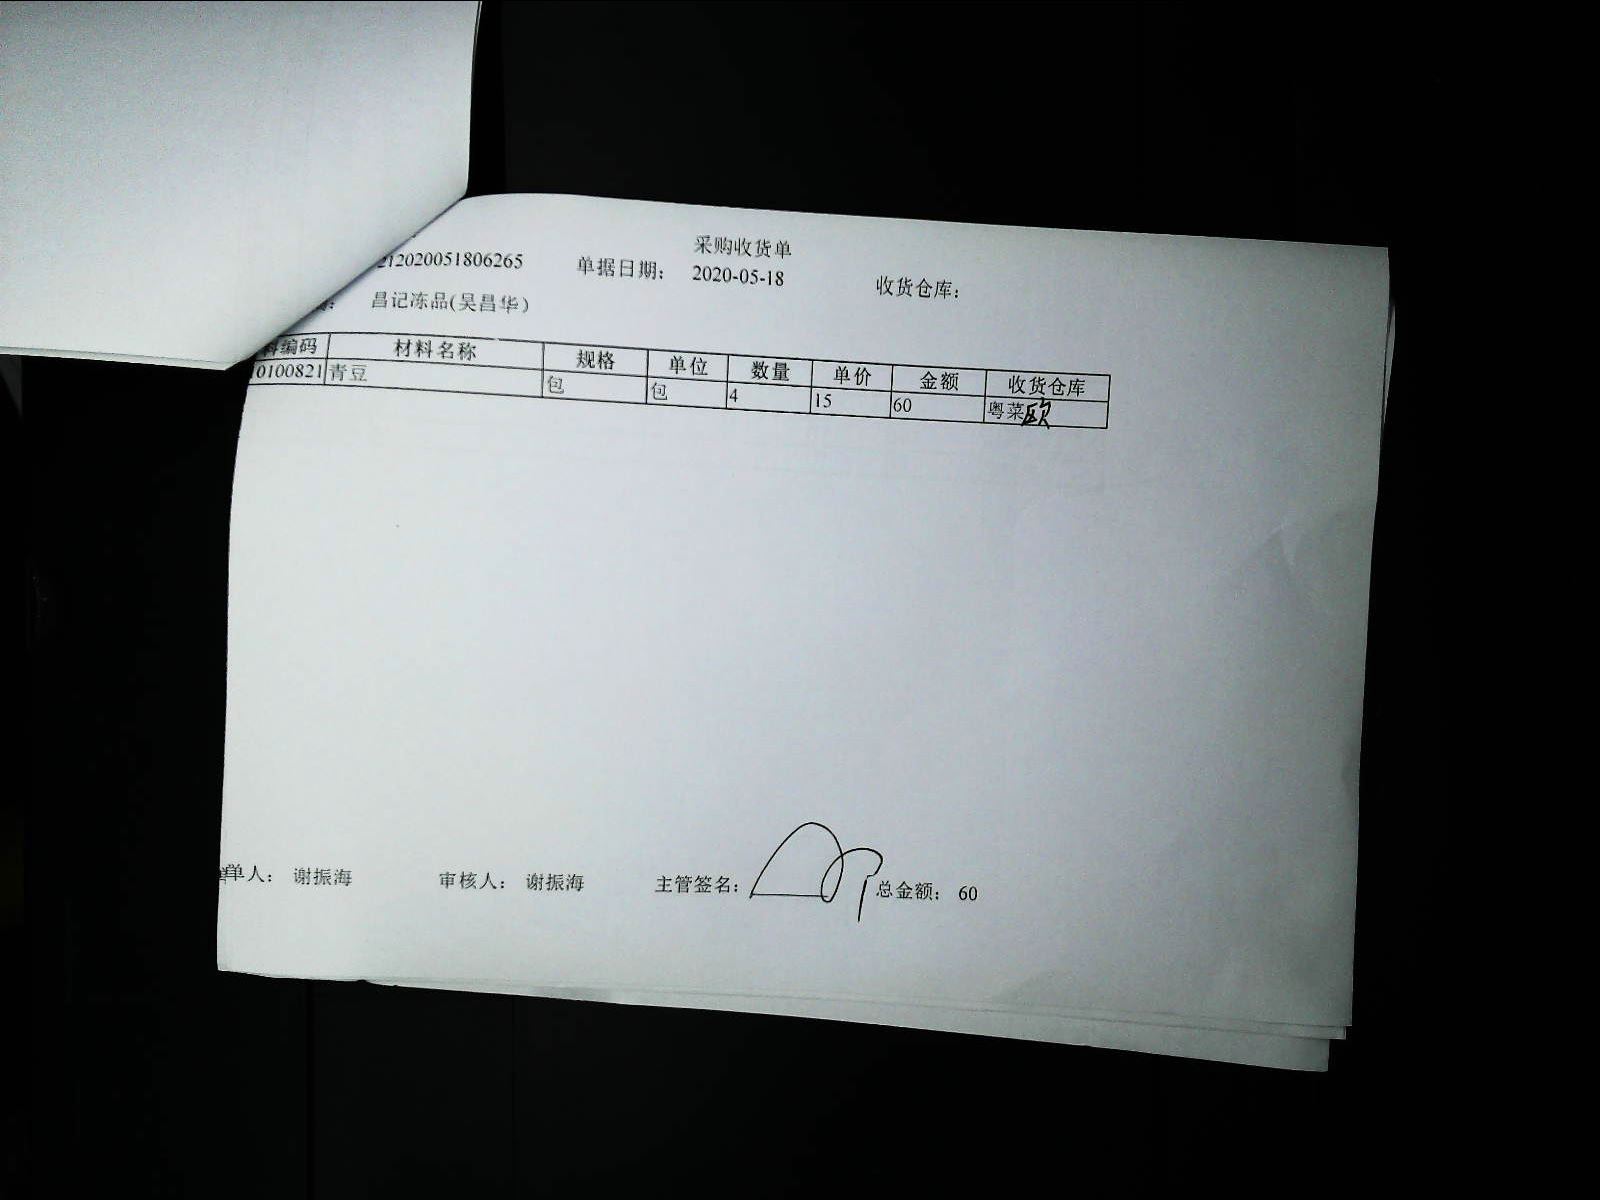 采购收货单
212020051806265 单据日期： 2020-05-18 收货仓库：
昌记冻品(吴昌华)
料编码 材料名称 规格 单位 数量 单价 金额 收货仓库
0100821 青豆 包 包 4 15 60 粤菜欧
单人： 谢振海 审核人： 谢振海 主管签名： 总金额： 60